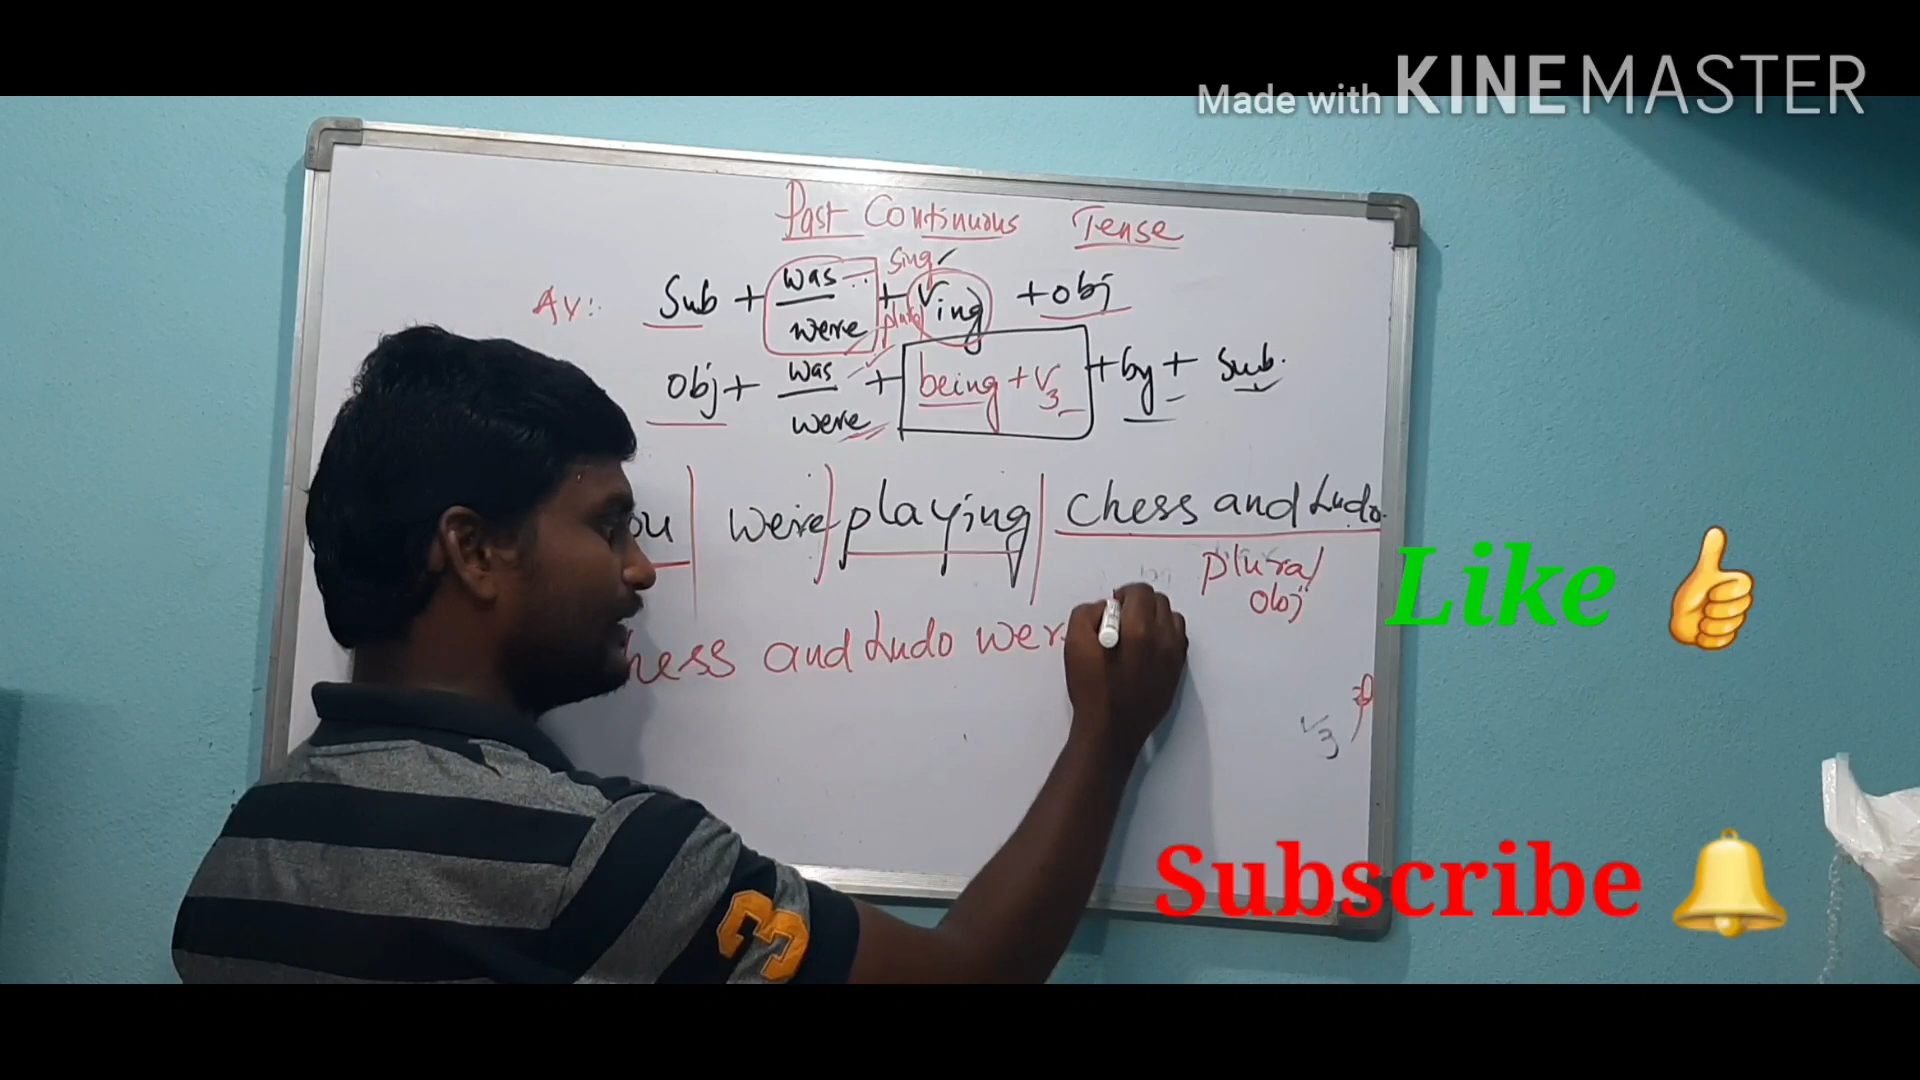 Made with KINEMASTER
Past Continuous Tense
Sing
AV: Sub + was + Ving + obj
were
Obj + was + being + V3 + by + Sub.
were
ou were playing chess and Ludo.
Plural
Obj
hess and Ludo wer
V3
Like
Subscribe